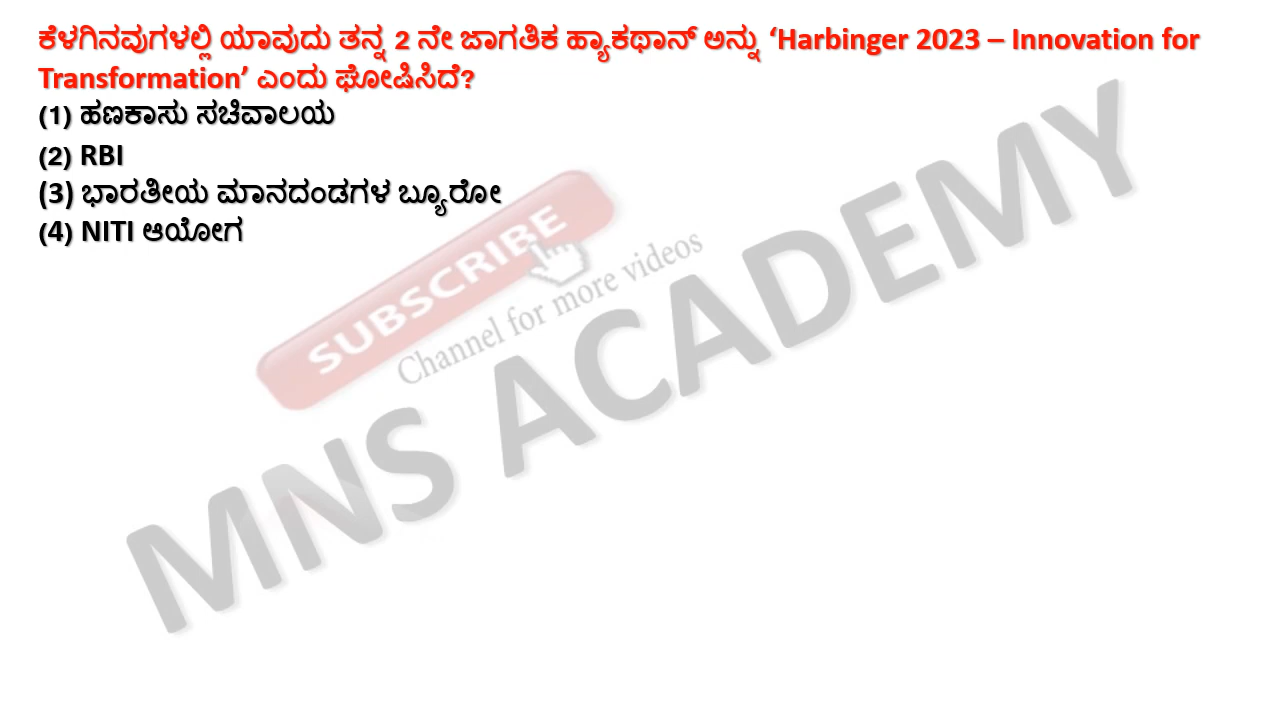 ಕೆಳಗಿನವುಗಳಲ್ಲಿ ಯಾವುದು ತನ್ನ 2 ನೇ ಜಾಗತಿಕ ಹ್ಯಾಕಥಾನ್ ಅನ್ನು ‘Harbinger 2023 – Innovation for
Transformation’ ಎಂದು ಘೋಷಿಸಿದೆ?
(1) ಹಣಕಾಸು ಸಚಿವಾಲಯ
(2) RBI
(3) ಭಾರತೀಯ ಮಾನದಂಡಗಳ ಬ್ಯೂರೋ
(4) NITI ಆಯೋಗ
SUBSCRIBE
Channel for more videos
MNS ACADEMY